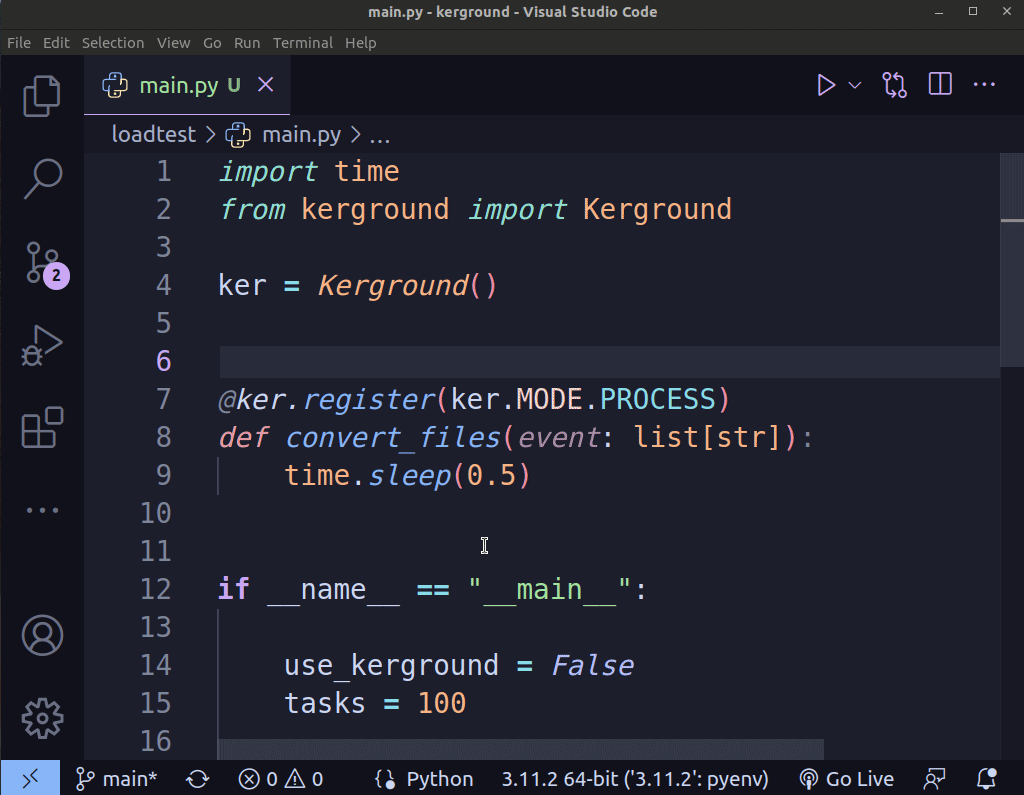 main.py - kerground - Visual Studio Code
File Edit Selection View Go Run Terminal Help
main.py U
loadtest > main.py > ...
1 import time
2 from kerground import Kerground
3
4 ker = Kerground()
5
6
7 @ker.register(ker.MODE.PROCESS)
8 def convert_files(event: list[str]):
9 time.sleep(0.5)
10
11
12 if __name__ == "__main__":
13
14 use_kerground = False
15 tasks = 100
16
2
main* 0 0 Python 3.11.2 64-bit ('3.11.2': pyenv) Go Live